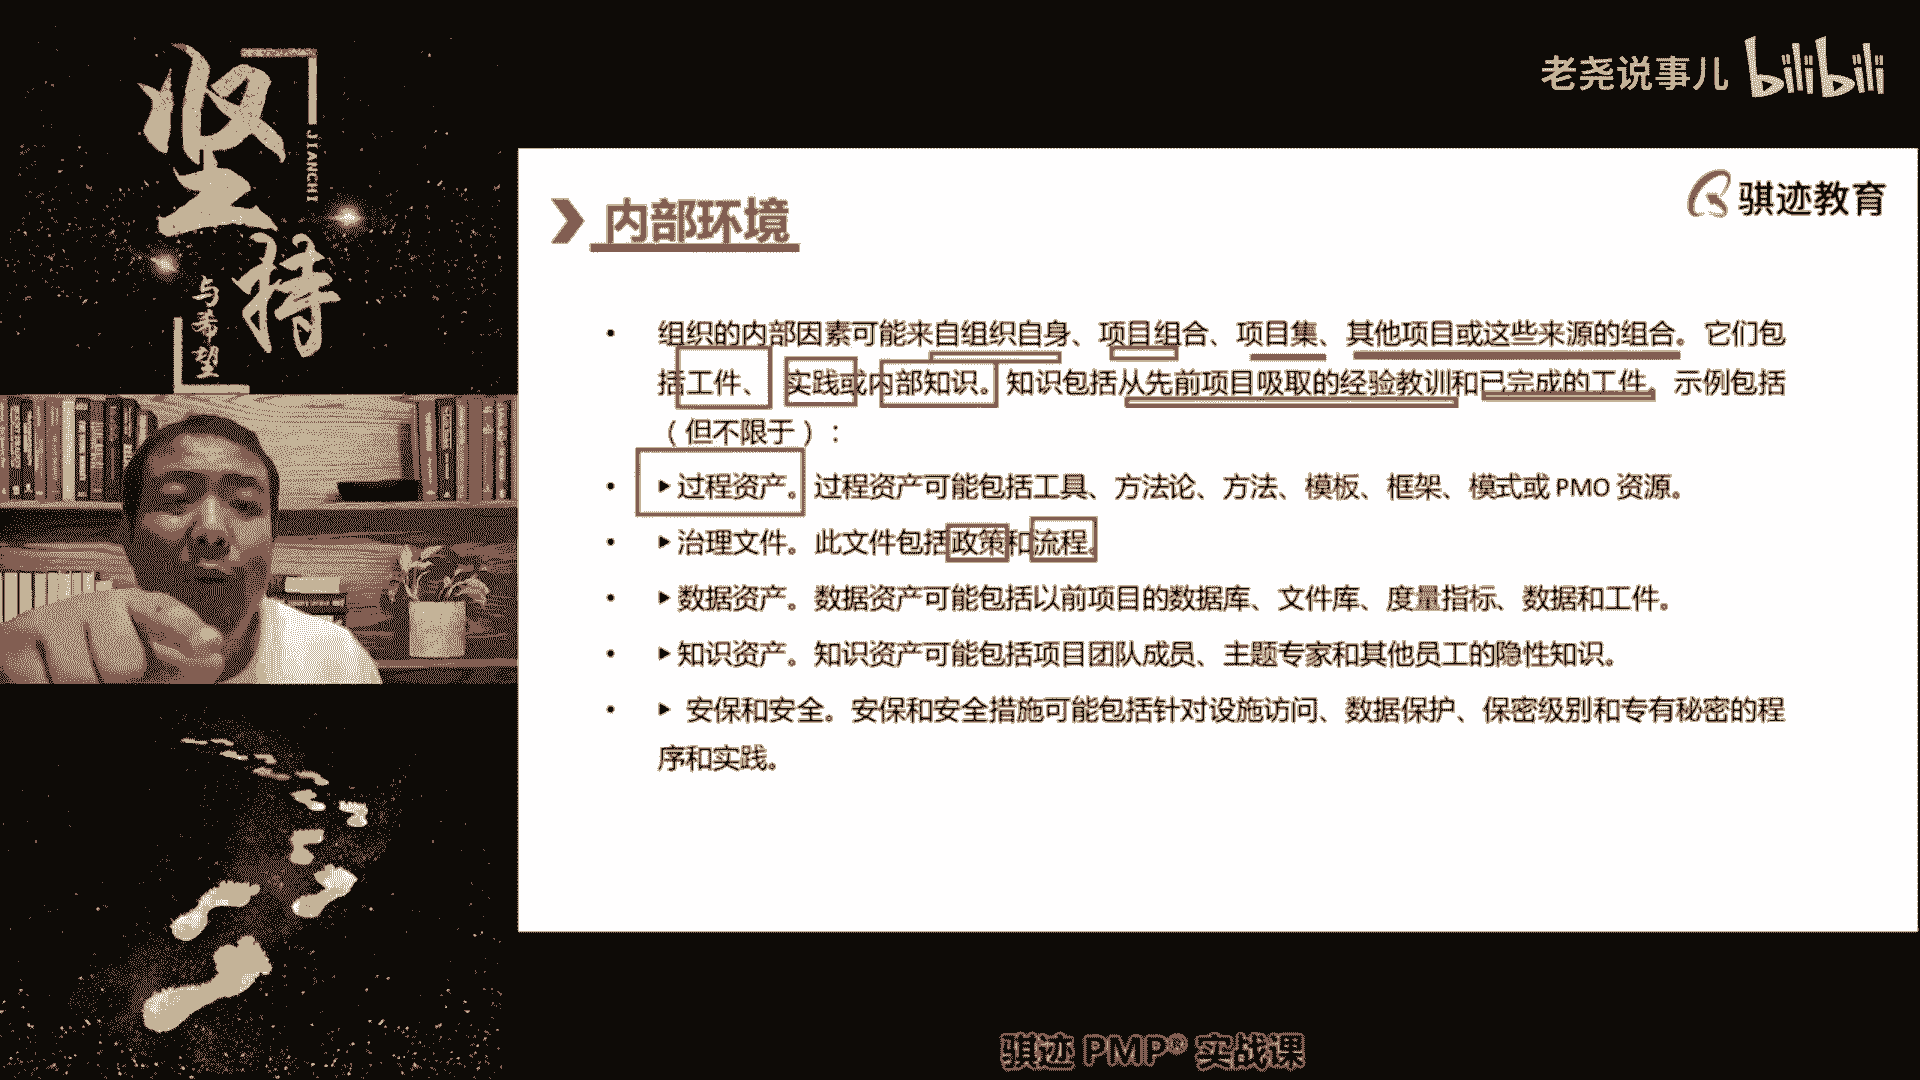 坚持
JIANCHI
与希望
老尧说事儿 bilibili
骐迹教育
内部环境
• 组织的内部因素可能来自组织自身、项目组合、项目集、其他项目或这些来源的组合。它们包
括工件、实践或内部知识。知识包括从先前项目吸取的经验教训和已完成的工件。示例包括
（但不限于）：
• ▶过程资产。过程资产可能包括工具、方法论、方法、模板、框架、模式或 PMO 资源。
• ▶治理文件。此文件包括政策和流程。
• ▶数据资产。数据资产可能包括以前项目的数据库、文件库、度量指标、数据和工件。
• ▶知识资产。知识资产可能包括项目团队成员、主题专家和其他员工的隐性知识。
• ▶ 安保和安全。安保和安全措施可能包括针对设施访问、数据保护、保密级别和专有秘密的程
序和实践。
骐迹 PMP® 实战课